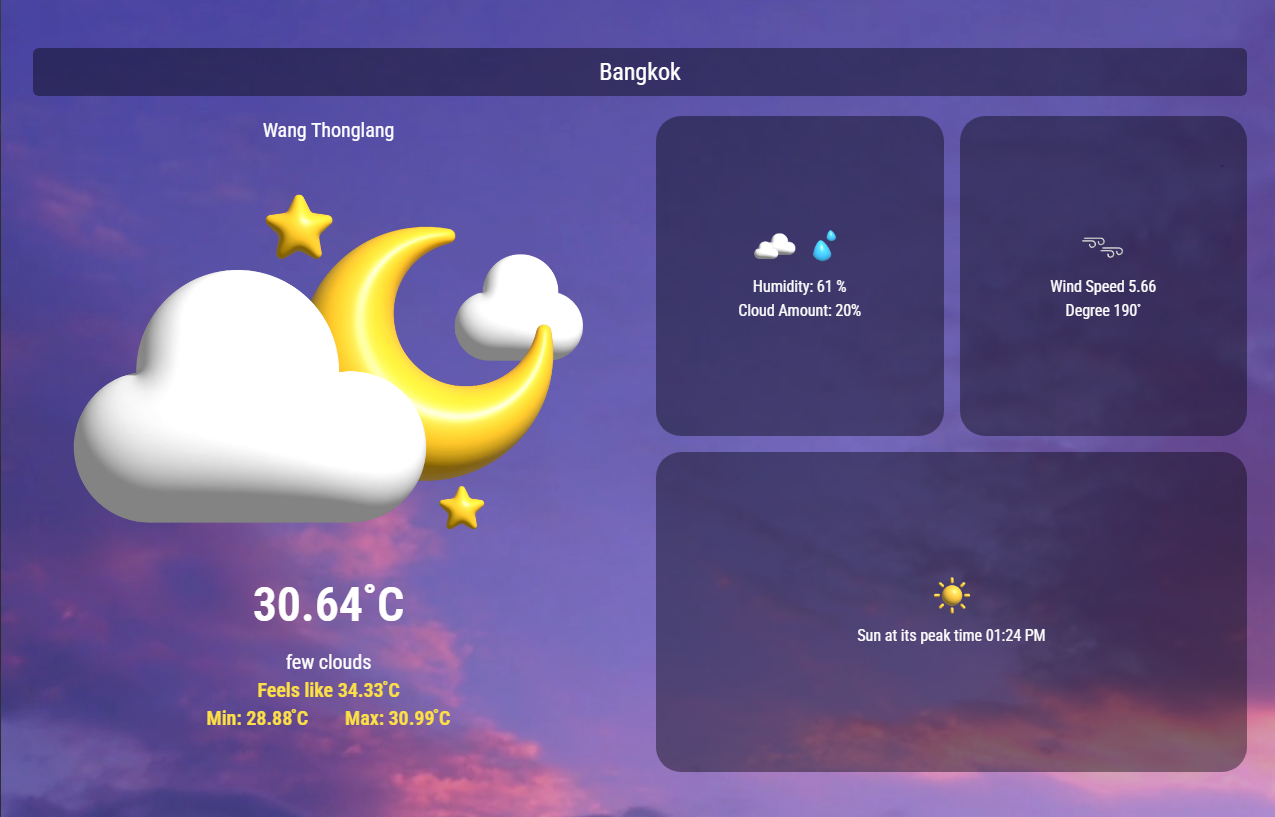 Bangkok
Wang Thonglang
30.64°C
few clouds
Feels like 34.33°C
Min: 28.88°C Max: 30.99°C
Humidity: 61 %
Cloud Amount: 20%
Wind Speed 5.66
Degree 190°
Sun at its peak time 01:24 PM